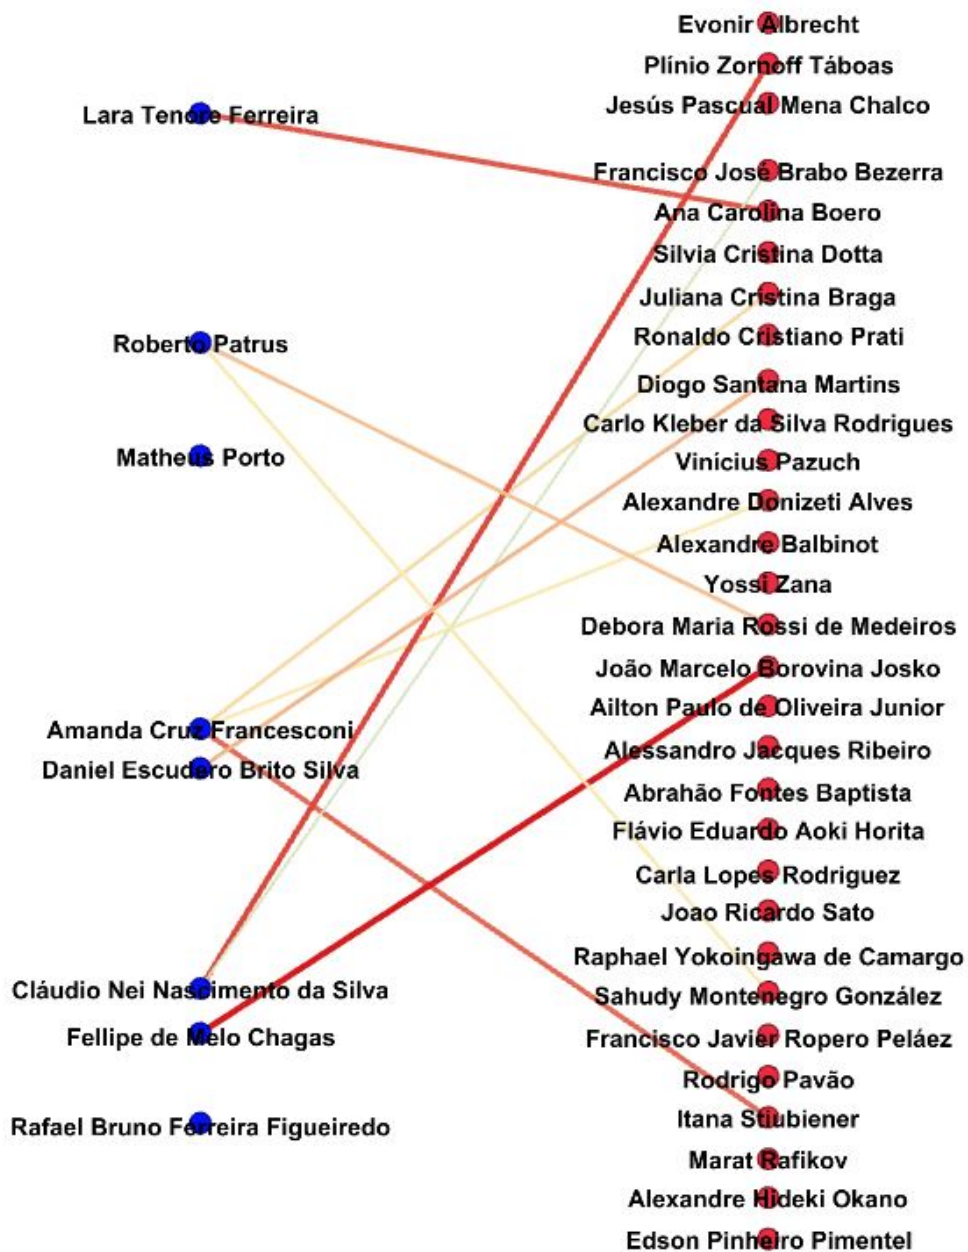 Evonir Albrecht
Plínio Zornoff Táboas
Jesús Pascual Mena Chalco
Lara Tenore Ferreira
Francisco José Brabo Bezerra
Ana Carolina Boero
Silvia Cristina Dotta
Juliana Cristina Braga
Ronaldo Cristiano Prati
Roberto Patrus
Diogo Santana Martins
Carlo Kleber da Silva Rodrigues
Matheus Porto
Vinícius Pazuch
Alexandre Donizeti Alves
Alexandre Balbinot
Yossi Zana
Debora Maria Rossi de Medeiros
João Marcelo Borovina Josko
Ailton Paulo de Oliveira Junior
Amanda Cruz Francesconi
Alessandro Jacques Ribeiro
Daniel Escudero Brito Silva
Abrahão Fontes Baptista
Flávio Eduardo Aoki Horita
Carla Lopes Rodriguez
Joao Ricardo Sato
Raphael Yokoingawa de Camargo
Cláudio Nei Nascimento da Silva
Sahudy Montenegro González
Fellipe de Melo Chagas
Francisco Javier Ropero Peláez
Rodrigo Pavão
Itana Stiubiener
Rafael Bruno Ferreira Figueiredo
Marat Rafikov
Alexandre Hideki Okano
Edson Pinheiro Pimentel